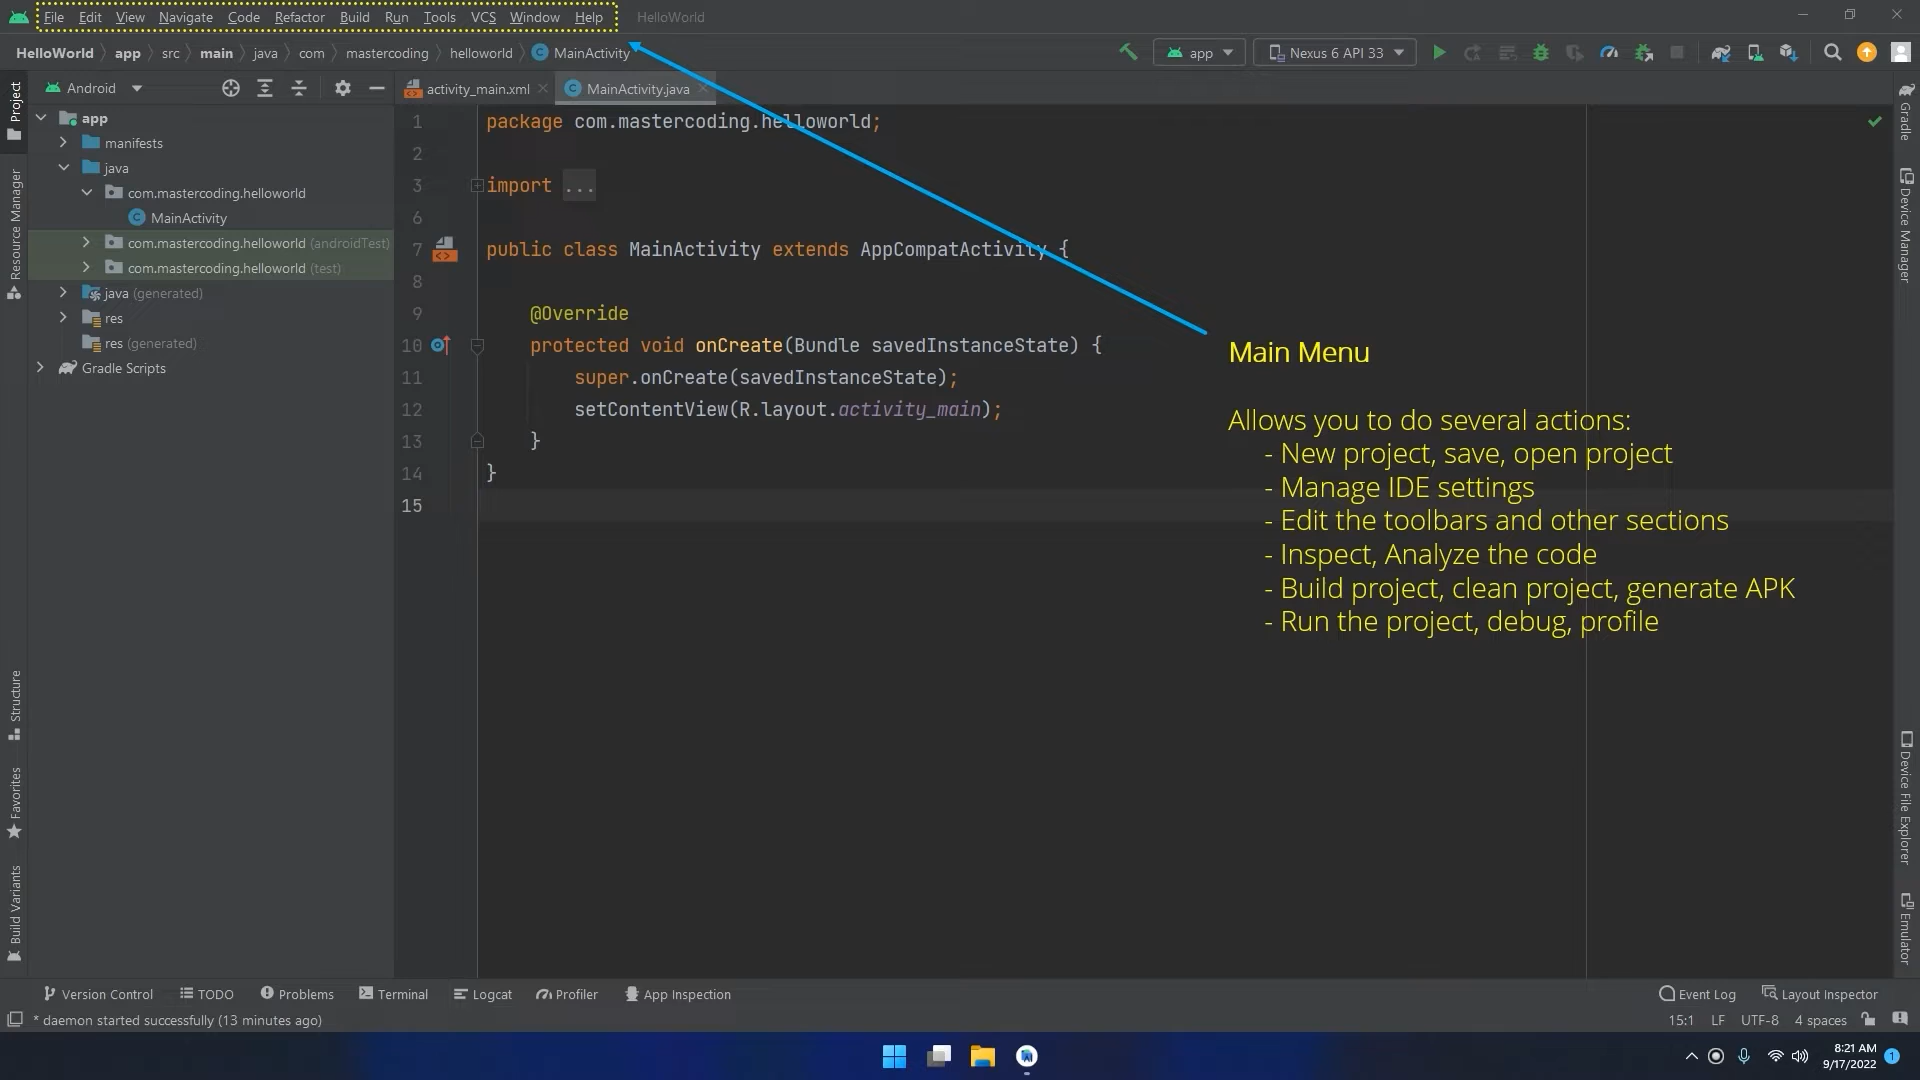 File Edit View Navigate Code Refactor Build Run Tools VCS Window Help HelloWorld
HelloWorld app src main java com mastercoding helloworld MainActivity app Nexus 6 API 33
Project
Resource Manager
Structure
Favorites
Build Variants
Android
app
manifests
java
com.mastercoding.helloworld
MainActivity
com.mastercoding.helloworld (androidTest)
com.mastercoding.helloworld (test)
java (generated)
res
res (generated)
Gradle Scripts
activity_main.xml MainActivity.java
1 package com.mastercoding.helloworld;
2
3 import ...
6
7 public class MainActivity extends AppCompatActivity {
8
9 @Override
10 protected void onCreate(Bundle savedInstanceState) {
11 super.onCreate(savedInstanceState);
12 setContentView(R.layout.activity_main);
13 }
14 }
15
Main Menu
Allows you to do several actions:
- New project, save, open project
- Manage IDE settings
- Edit the toolbars and other sections
- Inspect, Analyze the code
- Build project, clean project, generate APK
- Run the project, debug, profile
Gradle
Device Manager
Device File Explorer
Emulator
Version Control TODO Problems Terminal Logcat Profiler App Inspection Event Log Layout Inspector
* daemon started successfully (13 minutes ago) 15:1 LF UTF-8 4 spaces
8:21 AM
9/17/2022
1